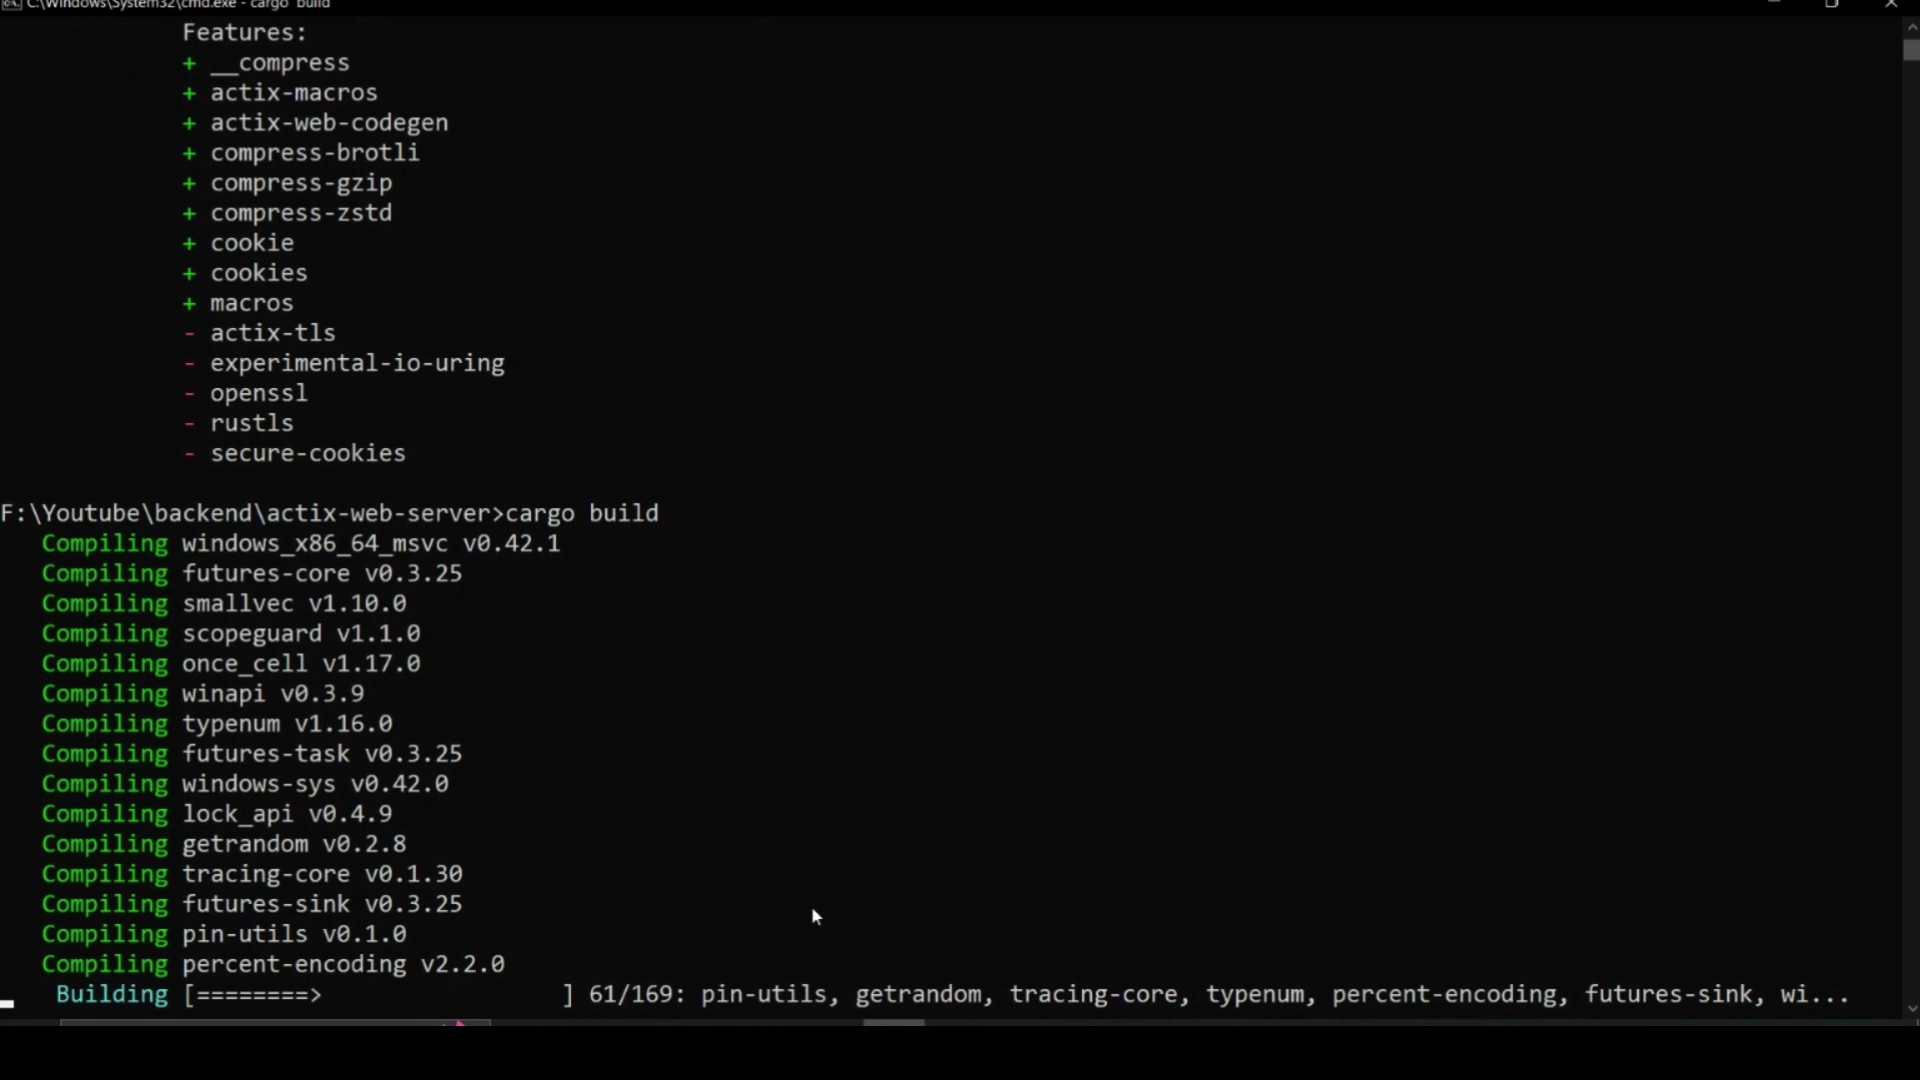 C:\Windows\System32\cmd.exe - cargo build
Features:
+ __compress
+ actix-macros
+ actix-web-codegen
+ compress-brotli
+ compress-gzip
+ compress-zstd
+ cookie
+ cookies
+ macros
- actix-tls
- experimental-io-uring
- openssl
- rustls
- secure-cookies
F:\Youtube\backend\actix-web-server>cargo build
Compiling windows_x86_64_msvc v0.42.1
Compiling futures-core v0.3.25
Compiling smallvec v1.10.0
Compiling scopeguard v1.1.0
Compiling once_cell v1.17.0
Compiling winapi v0.3.9
Compiling typenum v1.16.0
Compiling futures-task v0.3.25
Compiling windows-sys v0.42.0
Compiling lock_api v0.4.9
Compiling getrandom v0.2.8
Compiling tracing-core v0.1.30
Compiling futures-sink v0.3.25
Compiling pin-utils v0.1.0
Compiling percent-encoding v2.2.0
Building [========>                 ] 61/169: pin-utils, getrandom, tracing-core, typenum, percent-encoding, futures-sink, wi...